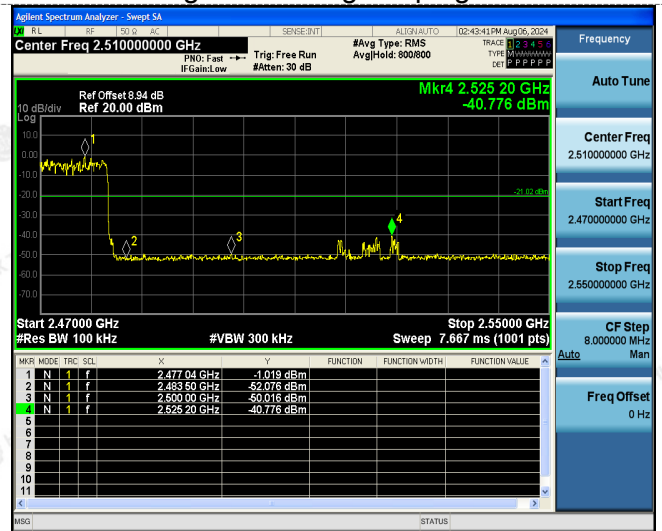 Agilent Spectrum Analyzer - Swept SA
LXI RL RF 50 Ω AC SENSE:INT ALIGNAUTO 02:43:41 PM Aug 06, 2024
Center Freq 2.510000000 GHz
PNO: Fast
IFGain:Low
Trig: Free Run
#Atten: 30 dB
#Avg Type: RMS
Avg|Hold: 800/800
TRACE 1 2 3 4 5 6
TYPE MWWWWW
DET P P P P P P
Frequency
Auto Tune
Center Freq
2.510000000 GHz
Start Freq
2.470000000 GHz
Stop Freq
2.550000000 GHz
CF Step
8.000000 MHz
Auto Man
Freq Offset
0 Hz
Ref Offset 8.94 dB
10 dB/div Ref 20.00 dBm
Log
Mkr4 2.525 20 GHz
-40.776 dBm
10.0
0.00
-10.0
-20.0
-30.0
-40.0
-50.0
-60.0
-70.0
1
2
3
4
-21.02 dBm
Start 2.47000 GHz Stop 2.55000 GHz
#Res BW 100 kHz #VBW 300 kHz Sweep 7.667 ms (1001 pts)
MKR MODE TRC SCL X Y FUNCTION FUNCTION WIDTH FUNCTION VALUE
1 N 1 f 2.477 04 GHz -1.019 dBm
2 N 1 f 2.483 50 GHz -52.076 dBm
3 N 1 f 2.500 00 GHz -50.016 dBm
4 N 1 f 2.525 20 GHz -40.776 dBm
5
6
7
8
9
10
11
MSG STATUS